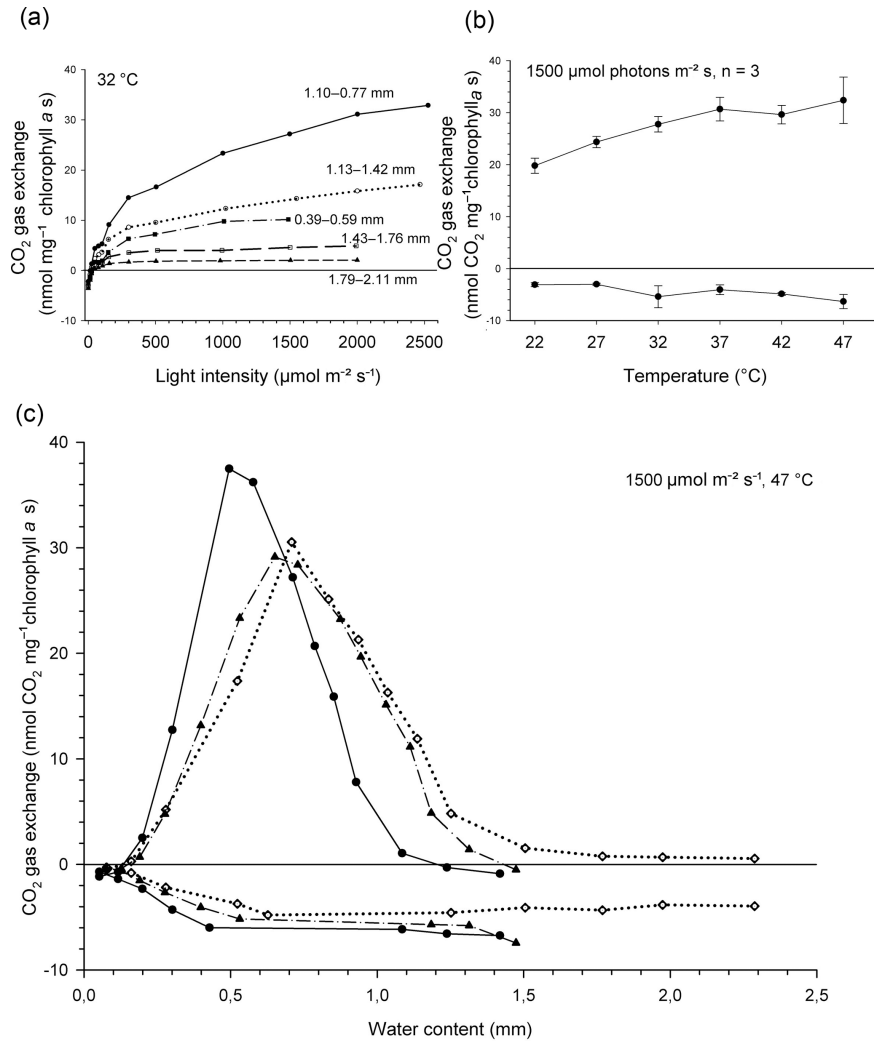 (a)
32 °C
1.10–0.77 mm
1.13–1.42 mm
0.39–0.59 mm
1.43–1.76 mm
1.79–2.11 mm
40
30
20
10
0
-10
0 500 1000 1500 2000 2500
CO₂ gas exchange
(nmol mg⁻¹ chlorophyll a s)
Light intensity (µmol m⁻² s⁻¹)
(b)
1500 µmol photons m⁻² s, n = 3
40
30
20
10
0
-10
22 27 32 37 42 47
CO₂ gas exchange
(nmol CO₂ mg⁻¹chlorophyllₐ s)
Temperature (°C)
(c)
1500 µmol m⁻² s⁻¹, 47 °C
40
30
20
10
0
-10
0,0 0,5 1,0 1,5 2,0 2,5
CO₂ gas exchange (nmol CO₂ mg⁻¹chlorophyll a s)
Water content (mm)